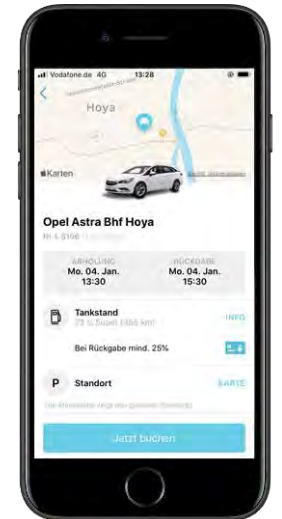 Vodafone.de 4G 13:28
Hoya
Karten
Opel Astra Bhf Hoya
ABHOLUNG RÜCKGABE
Mo. 04. Jan. Mo. 04. Jan.
13:30 15:30
Tankstand
INFO
Bei Rückgabe mind. 25%
P Standort KARTE
Jetzt buchen